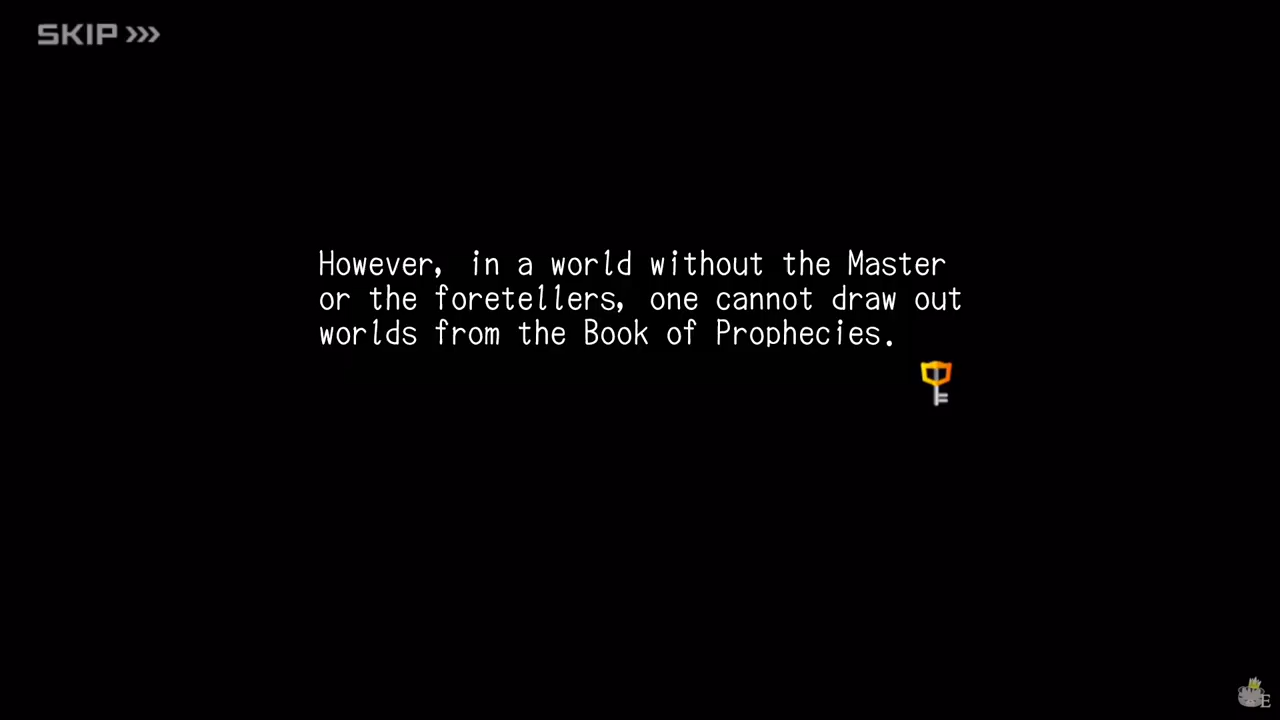 SKIP >>>
However, in a world without the Master
or the foretellers, one cannot draw out
worlds from the Book of Prophecies.
E